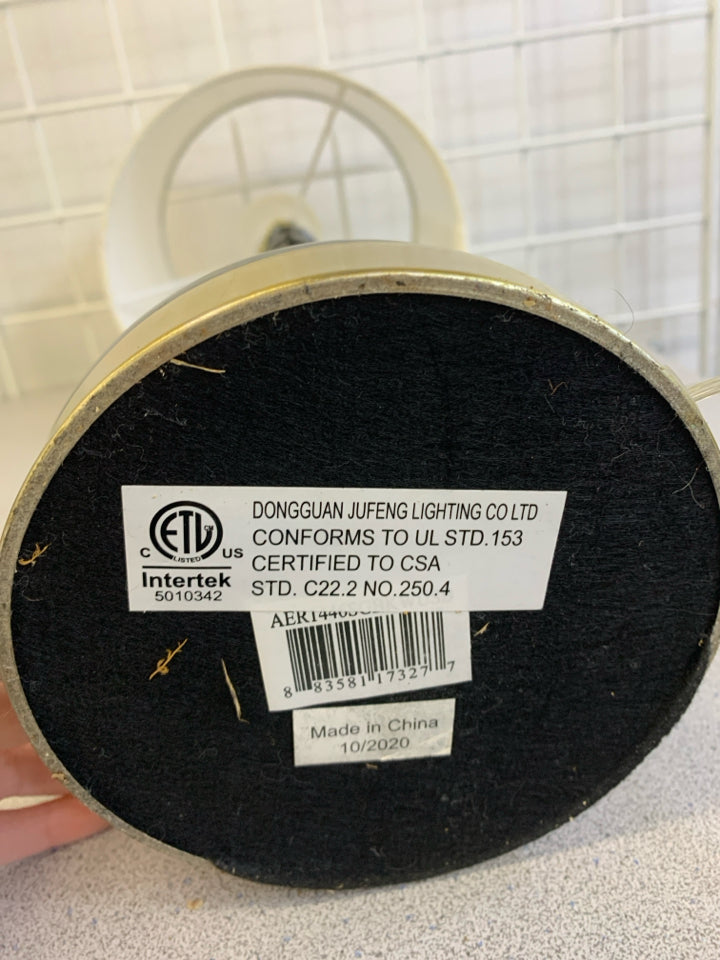 DONGGUAN JUFENG LIGHTING CO LTD
CONFORMS TO UL STD.153
CERTIFIED TO CSA
STD. C22.2 NO.250.4
C ETL CM US
LISTED
Intertek
5010342
8 83581 17327 7
Made in China
10/2020